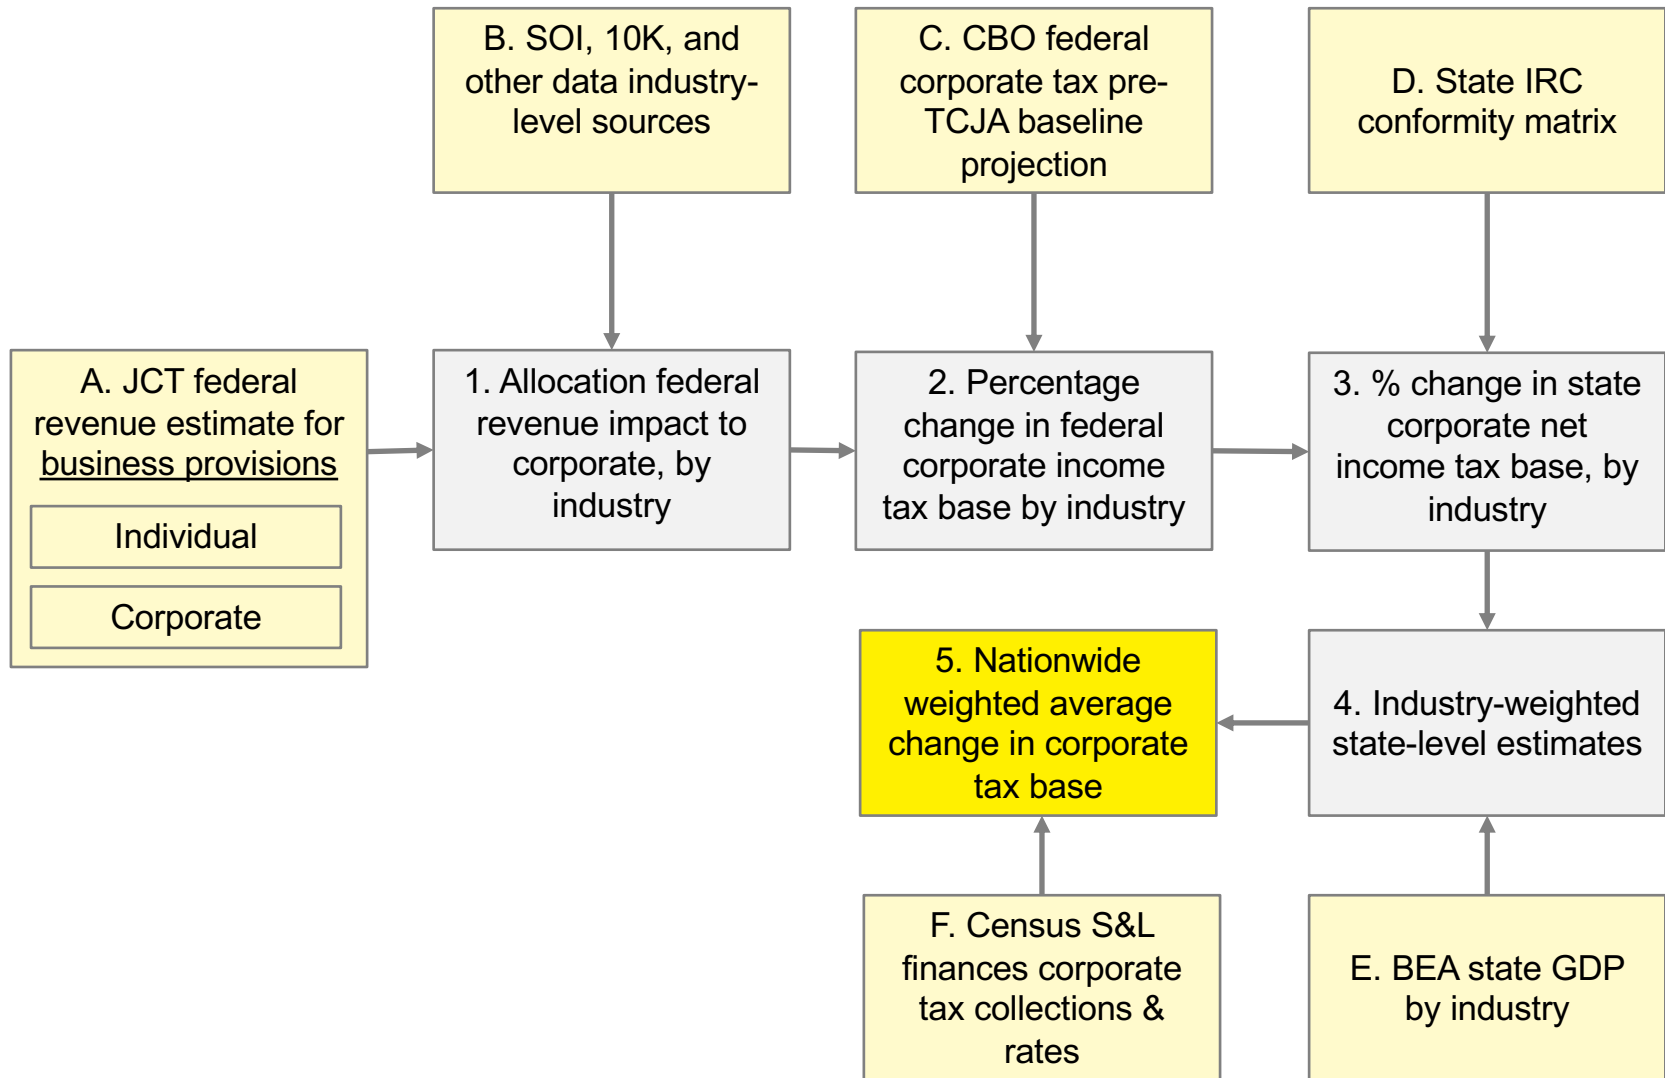 B. SOI, 10K, and
other data industry-
level sources
C. CBO federal
corporate tax pre-
TCJA baseline
projection
D. State IRC
conformity matrix
A. JCT federal
revenue estimate for
business provisions
Individual
Corporate
1. Allocation federal
revenue impact to
corporate, by
industry
2. Percentage
change in federal
corporate income
tax base by industry
3. % change in state
corporate net
income tax base, by
industry
5. Nationwide
weighted average
change in corporate
tax base
4. Industry-weighted
state-level estimates
F. Census S&L
finances corporate
tax collections &
rates
E. BEA state GDP
by industry